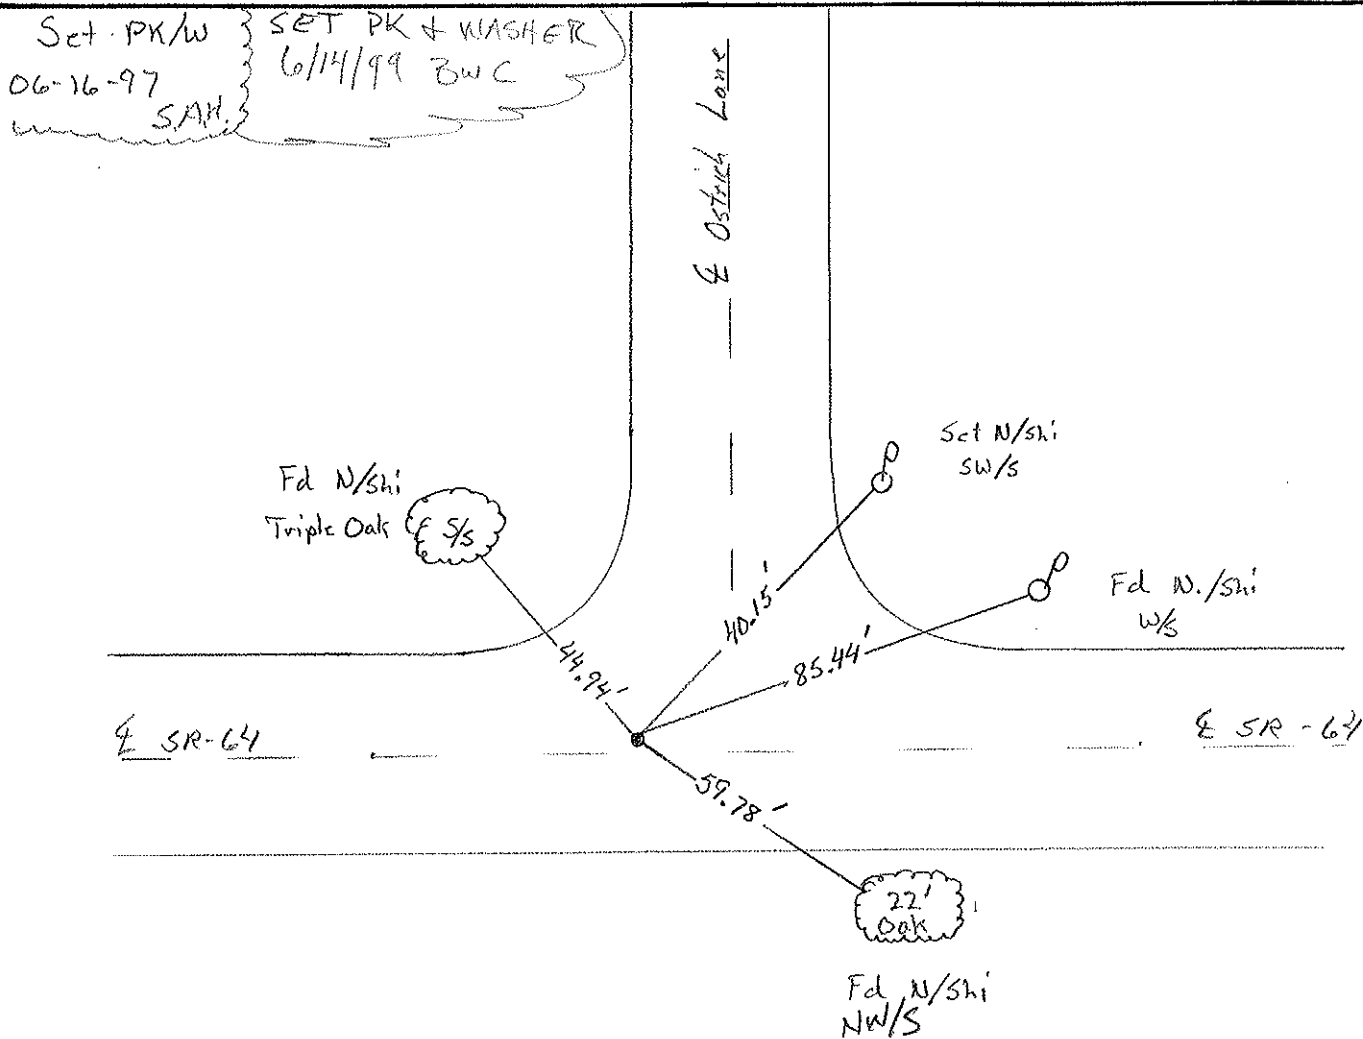 Set PK/W
06-16-97
S.A.H.
SET PK & WASHER
6/14/99 BWC
℄ Ostrich Lane
Set N/shi
SW/S
Fd N/shi
Triple Oak
S/S
Fd N./shi
W/S
40.15'
85.44'
44.94'
℄ SR-64
℄ SR-64
59.78'
22'
Oak
Fd N/shi
NW/S